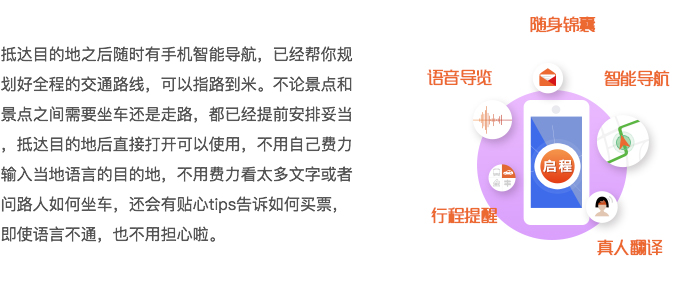 抵达目的地之后随时有手机智能导航，已经帮你规
划好全程的交通路线，可以指路到米。不论景点和
景点之间需要坐车还是走路，都已经提前安排妥当
，抵达目的地后直接打开可以使用，不用自己费力
输入当地语言的目的地，不用费力看太多文字或者
问路人如何坐车，还会有贴心tips告诉如何买票，
即使语言不通，也不用担心啦。
随身锦囊
语音导览
智能导航
启程
行程提醒
真人翻译